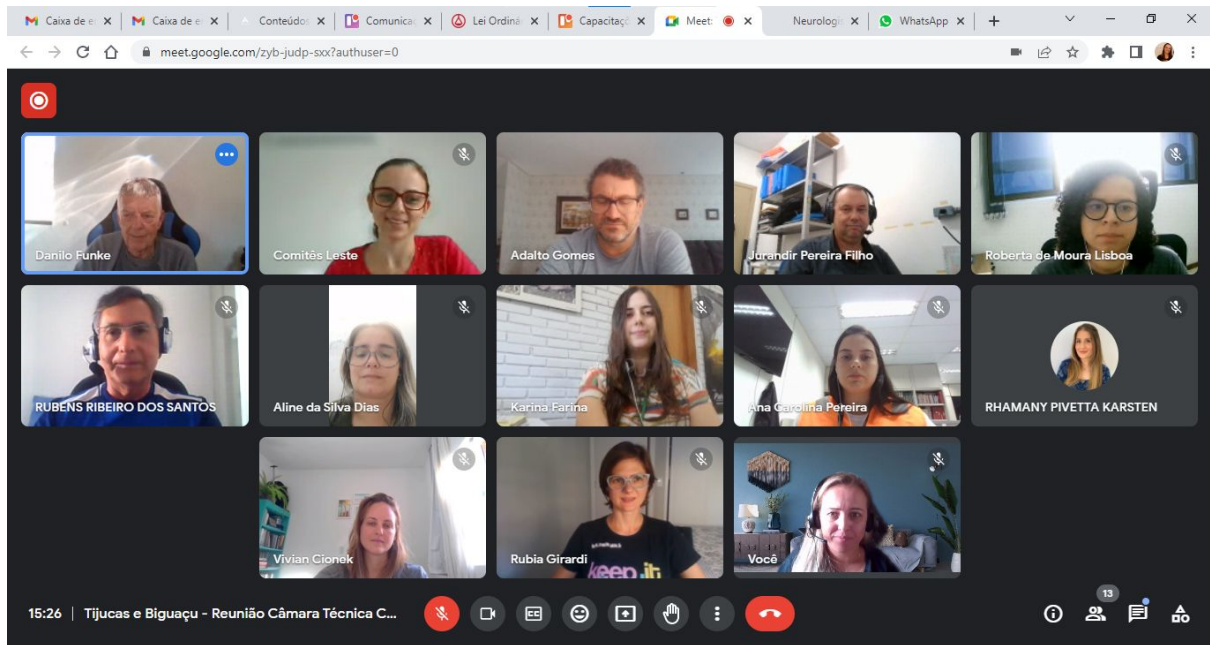 Caixa de e
Caixa de e
Conteúdos
Comunica
Lei Ordiná
Capacitaç
Meet:
Neurologi
WhatsApp
meet.google.com/zyb-judp-sxx?authuser=0
Danilo Funke
Comitês Leste
Adalto Gomes
Jurandir Pereira Filho
Roberta de Moura Lisboa
RUBENS RIBEIRO DOS SANTOS
Aline da Silva Dias
Karina Farina
Ana Carolina Pereira
RHAMANY PIVETTA KARSTEN
Vivian Cionek
Rubia Girardi
keep it
Você
15:26 | Tijucas e Biguaçu - Reunião Câmara Técnica C...
CC
13